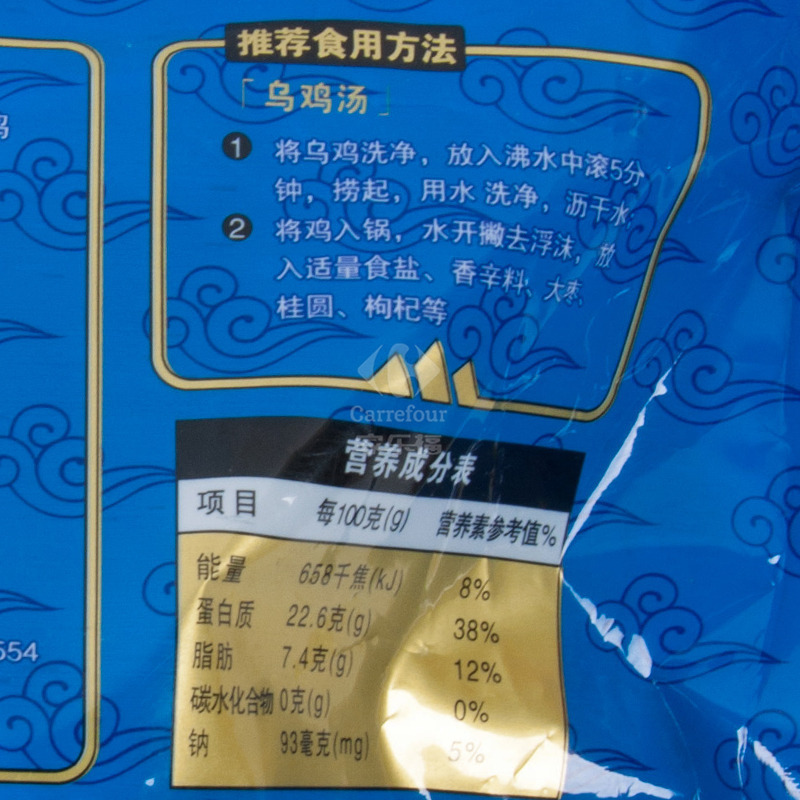 鸡
推荐食用方法
「乌鸡汤」
1 将乌鸡洗净，放入沸水中滚5分
钟，捞起，用水 洗净，沥干水；
2 将鸡入锅，水开撇去浮沫，放
入适量食盐、香辛料、大枣、
桂圆、枸杞等
Carrefour
家乐福
营养成分表
项目 每100克(g) 营养素参考值%
能量 658千焦(kJ) 8%
蛋白质 22.6克(g) 38%
脂肪 7.4克(g) 12%
碳水化合物 0克(g) 0%
钠 93毫克(mg) 5%
554